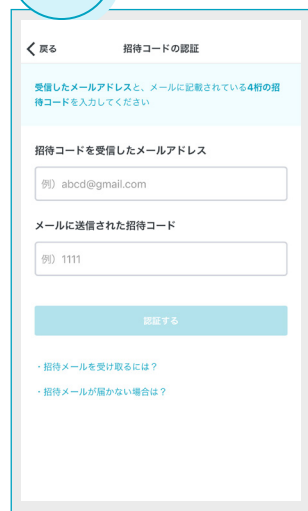 戻る 招待コードの認証
受信したメールアドレスと、メールに記載されている4桁の招
待コードを入力してください
招待コードを受信したメールアドレス
例）abcd@gmail.com
メールに送信された招待コード
例）1111
認証する
・招待メールを受け取るには？
・招待メールが届かない場合は？